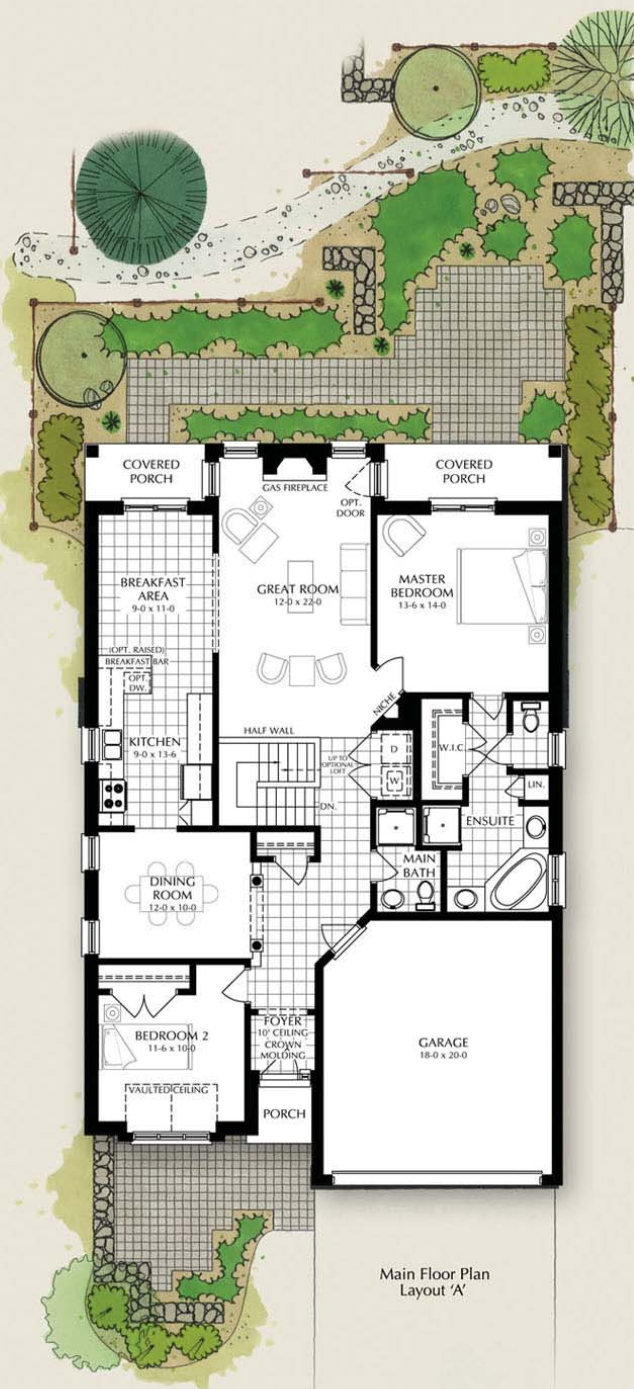 COVERED
PORCH
COVERED
PORCH
GAS FIREPLACE
OPT.
DOOR
BREAKFAST
AREA
9-0 x 11-0
GREAT ROOM
12-0 x 22-0
MASTER
BEDROOM
13-6 x 14-0
(OPT. RAISED)
BREAKFAST BAR
OPT.
DW.
NICHE
KITCHEN
9-0 x 13-6
HALF WALL
UP TO
OPTIONAL
LOFT
D
W
W.I.C.
LIN.
DN.
ENSUITE
MAIN
BATH
DINING
ROOM
12-0 x 10-0
BEDROOM 2
11-6 x 10-0
VAULTED CEILING
FOYER
10' CEILING
CROWN
MOLDING
PORCH
GARAGE
18-0 x 20-0
Main Floor Plan
Layout 'A'